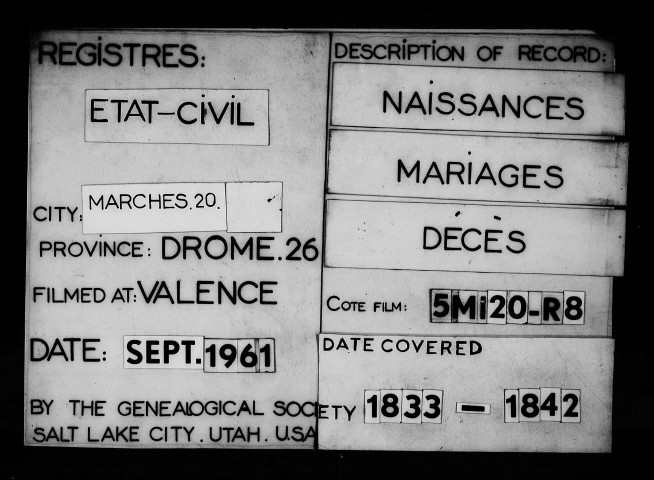 REGISTRES:
ETAT-CIVIL
CITY: MARCHES.20.
PROVINCE: DROME.26
FILMED AT: VALENCE
DATE: SEPT. 1961
BY THE GENEALOGICAL SOCIETY
SALT LAKE CITY. UTAH. U.S.A
DESCRIPTION OF RECORD:
NAISSANCES
MARIAGES
DÉCÈS
COTE FILM: 5Mi20-R8
DATE COVERED
1833 - 1842